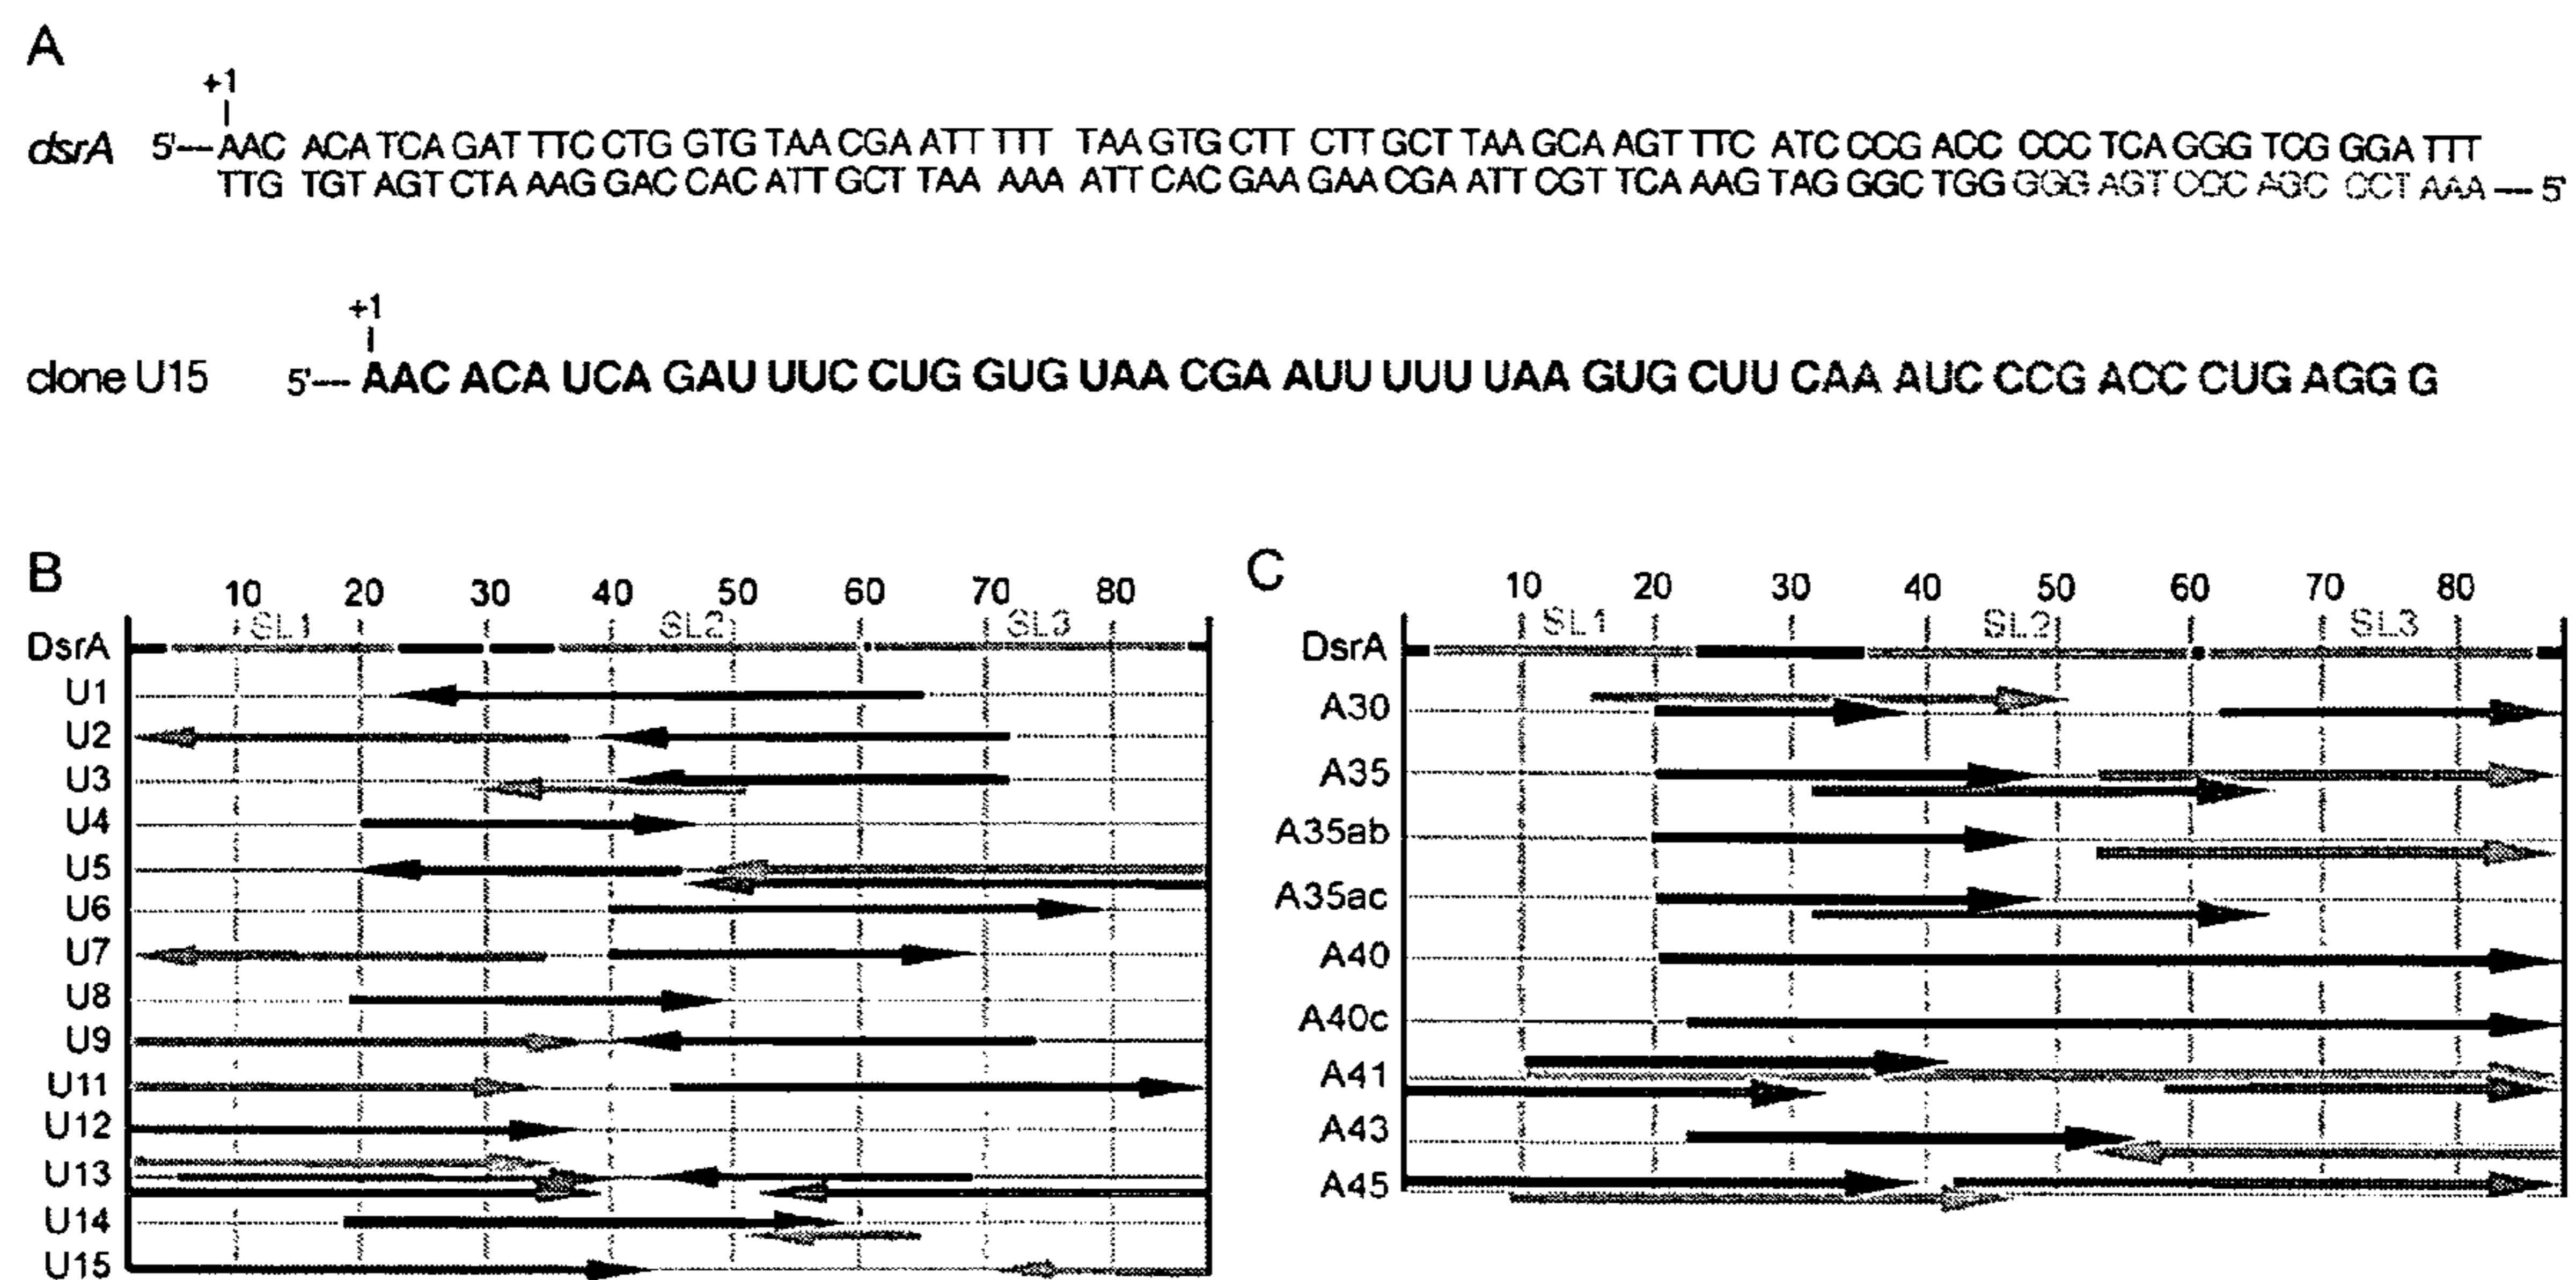 A
+1
dsrA 5'—AAC ACA TCA GAT TTC CTG GTG TAA CGA ATT TTT TAA GTG CTT CTT GCT TAA GCA AGT TTC ATC CCG ACC CCC TCA GGG TCG GGA TTT
TTG TGT AGT CTA AAG GAC CAC ATT GCT TAA AAA ATT CAC GAA GAA CGA ATT CGT TCA AAG TAG GGC TGG GGG AGT CCC AGC CCT AAA — 5'
+1
clone U15 5'— AAC ACA UCA GAU UUC CUG GUG UAA CGA AUU UUU UAA GUG CUU CAA AUC CCG ACC CUG AGG G
B
10 20 30 40 50 60 70 80
SL1 SL2 SL3
DsrA
U1
U2
U3
U4
U5
U6
U7
U8
U9
U11
U12
U13
U14
U15
C
10 20 30 40 50 60 70 80
SL1 SL2 SL3
DsrA
A30
A35
A35ab
A35ac
A40
A40c
A41
A43
A45